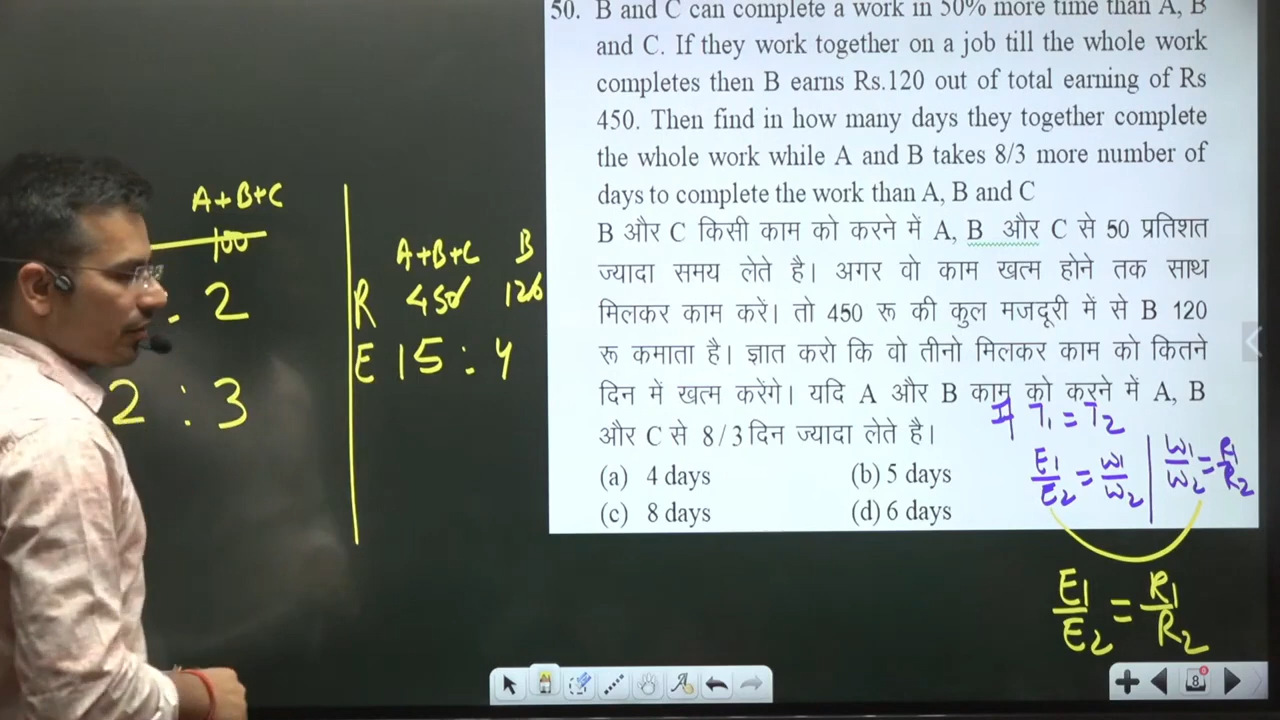 50. B and C can complete a work in 50% more time than A, B
and C. If they work together on a job till the whole work
completes then B earns Rs.120 out of total earning of Rs
450. Then find in how many days they together complete
the whole work while A and B takes 8/3 more number of
days to complete the work than A, B and C
B और C किसी काम को करने में A, B और C से 50 प्रतिशत
ज्यादा समय लेते है। अगर वो काम खत्म होने तक साथ
मिलकर काम करें। तो 450 रू की कुल मजदूरी में से B 120
रू कमाता है। ज्ञात करो कि वो तीनो मिलकर काम को कितने
दिन में खत्म करेंगे। यदि A और B काम को करने में A, B
और C से 8/3 दिन ज्यादा लेते है।
(a) 4 days (b) 5 days
(c) 8 days (d) 6 days
A+B+C
100
2
2 : 3
A+B+C B
R 450 120
E 15 : 4
If T1 = T2
E1/E2 = W1/W2 | W1/W2 = R1/R2
E1/E2 = R1/R2
8